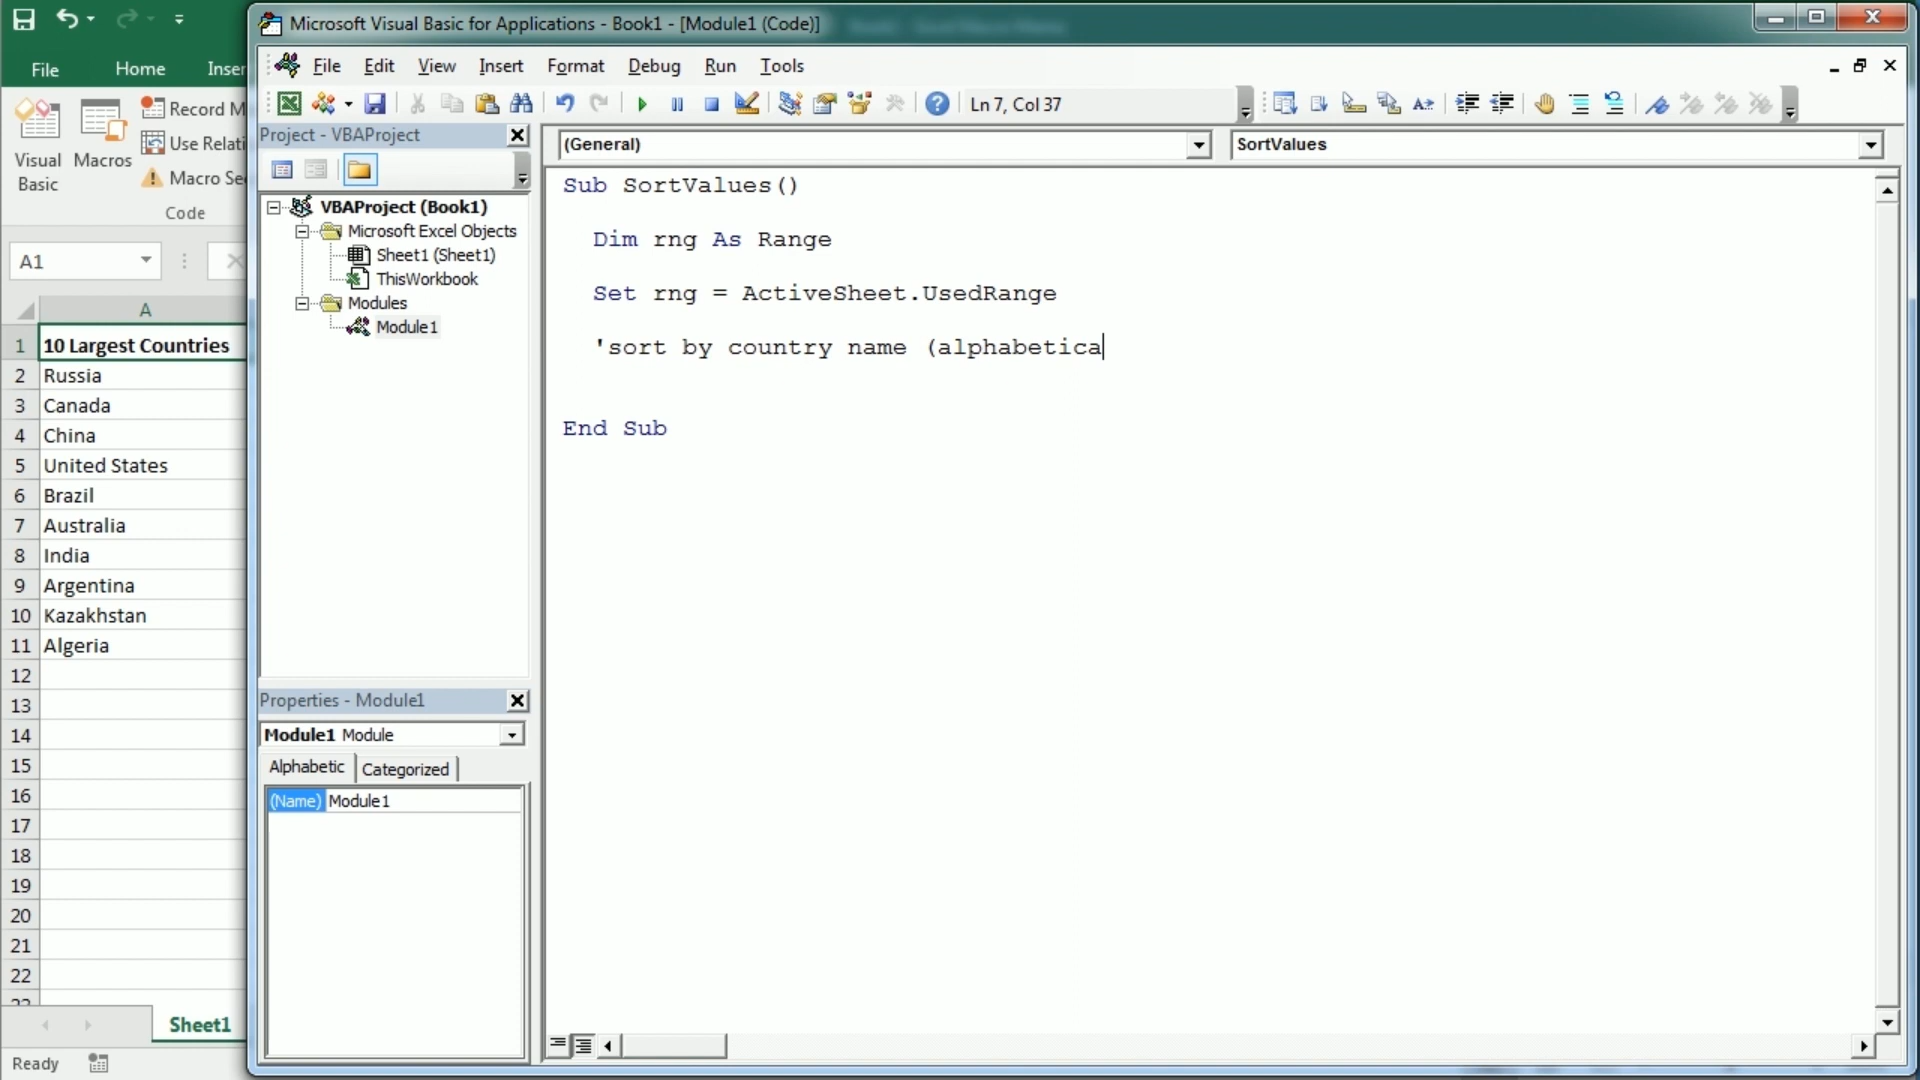 Microsoft Visual Basic for Applications - Book1 - [Module1 (Code)]
File Home Inser
File Edit View Insert Format Debug Run Tools
Visual Basic
Macros
Record M
Use Relati
Macro Se
Code
Ln 7, Col 37
Project - VBAProject
(General)
SortValues
VBAProject (Book1)
Microsoft Excel Objects
Sheet1 (Sheet1)
ThisWorkbook
Modules
Module1
Sub SortValues()
Dim rng As Range
Set rng = ActiveSheet.UsedRange
'sort by country name (alphabetica
End Sub
A1
A
1 10 Largest Countries
2 Russia
3 Canada
4 China
5 United States
6 Brazil
7 Australia
8 India
9 Argentina
10 Kazakhstan
11 Algeria
12
13
14
15
16
17
18
19
20
21
22
Properties - Module1
Module1 Module
Alphabetic Categorized
(Name) Module1
Sheet1
Ready